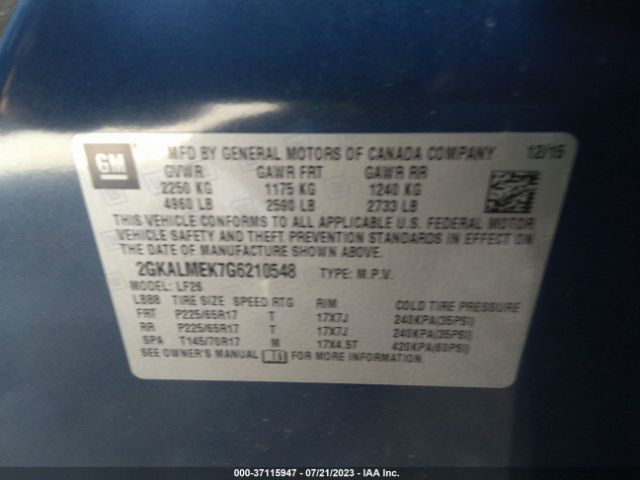 GM
MFD BY GENERAL MOTORS OF CANADA COMPANY 12/15
GVWR GAWR FRT GAWR RR
2250 KG 1175 KG 1240 KG
4960 LB 2590 LB 2733 LB
THIS VEHICLE CONFORMS TO ALL APPLICABLE U.S. FEDERAL MOTOR
VEHICLE SAFETY AND THEFT PREVENTION STANDARDS IN EFFECT ON
THE DATE OF MANUFACTURE SHOWN ABOVE.
2GKALMEK7G6210548 TYPE: M.P.V.
MODEL: LF26
L888 TIRE SIZE SPEED RTG RIM COLD TIRE PRESSURE
FRT P225/65R17 T 17X7J 240KPA(35PSI)
RR P225/65R17 T 17X7J 240KPA(35PSI)
SPA T145/70R17 M 17X4.5T 420KPA(60PSI)
SEE OWNER'S MANUAL FOR MORE INFORMATION.
000-37115947 - 07/21/2023 - IAA Inc.